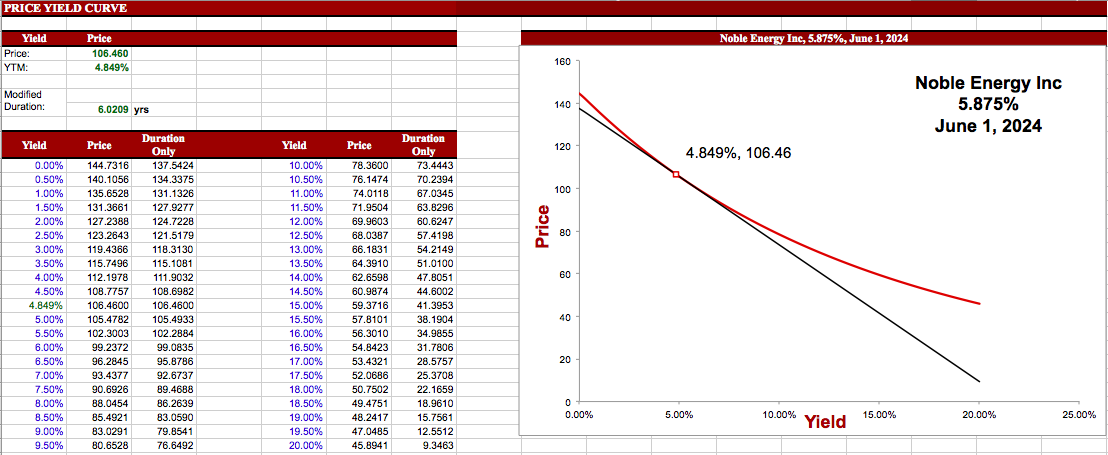 PRICE YIELD CURVE
Yield Price
Price: 106.460
YTM: 4.849%
Modified
Duration: 6.0209 yrs
Yield Price Duration Only Yield Price Duration Only
0.00% 144.7316 137.5424 10.00% 78.3600 73.4443
0.50% 140.1056 134.3375 10.50% 76.1474 70.2394
1.00% 135.6528 131.1326 11.00% 74.0118 67.0345
1.50% 131.3661 127.9277 11.50% 71.9504 63.8296
2.00% 127.2388 124.7228 12.00% 69.9603 60.6247
2.50% 123.2643 121.5179 12.50% 68.0387 57.4198
3.00% 119.4366 118.3130 13.00% 66.1831 54.2149
3.50% 115.7496 115.1081 13.50% 64.3910 51.0100
4.00% 112.1978 111.9032 14.00% 62.6598 47.8051
4.50% 108.7757 108.6982 14.50% 60.9874 44.6002
4.849% 106.4600 106.4600 15.00% 59.3716 41.3953
5.00% 105.4782 105.4933 15.50% 57.8101 38.1904
5.50% 102.3003 102.2884 16.00% 56.3010 34.9855
6.00% 99.2372 99.0835 16.50% 54.8423 31.7806
6.50% 96.2845 95.8786 17.00% 53.4321 28.5757
7.00% 93.4377 92.6737 17.50% 52.0686 25.3708
7.50% 90.6926 89.4688 18.00% 50.7502 22.1659
8.00% 88.0454 86.2639 18.50% 49.4751 18.9610
8.50% 85.4921 83.0590 19.00% 48.2417 15.7561
9.00% 83.0291 79.8541 19.50% 47.0485 12.5512
9.50% 80.6528 76.6492 20.00% 45.8941 9.3463
Noble Energy Inc, 5.875%, June 1, 2024
Noble Energy Inc
5.875%
June 1, 2024
4.849%, 106.46
Price
160
140
120
100
80
60
40
20
0
0.00% 5.00% 10.00% 15.00% 20.00% 25.00%
Yield